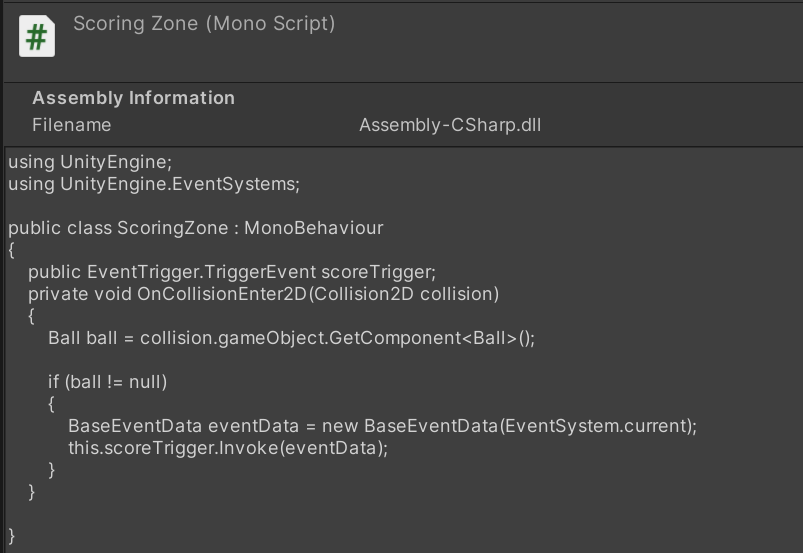 #
Scoring Zone (Mono Script)
Assembly Information
Filename Assembly-CSharp.dll
using UnityEngine;
using UnityEngine.EventSystems;

public class ScoringZone : MonoBehaviour
{
    public EventTrigger.TriggerEvent scoreTrigger;
    private void OnCollisionEnter2D(Collision2D collision)
    {
        Ball ball = collision.gameObject.GetComponent<Ball>();

        if (ball != null)
        {
            BaseEventData eventData = new BaseEventData(EventSystem.current);
            this.scoreTrigger.Invoke(eventData);
        }
    }

}